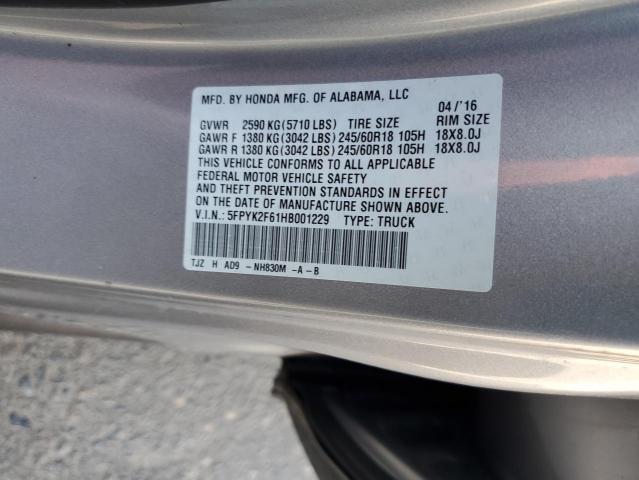 MFD. BY HONDA MFG. OF ALABAMA, LLC 04/'16
GVWR 2590 KG(5710 LBS) TIRE SIZE RIM SIZE
GAWR F 1380 KG(3042 LBS) 245/60R18 105H 18X8.0J
GAWR R 1380 KG(3042 LBS) 245/60R18 105H 18X8.0J
THIS VEHICLE CONFORMS TO ALL APPLICABLE
FEDERAL MOTOR VEHICLE SAFETY
AND THEFT PREVENTION STANDARDS IN EFFECT
ON THE DATE OF MANUFACTURE SHOWN ABOVE.
V.I.N.: 5FPYK2F61HB001229 TYPE: TRUCK
TJZ H AD9 -NH830M -A -B